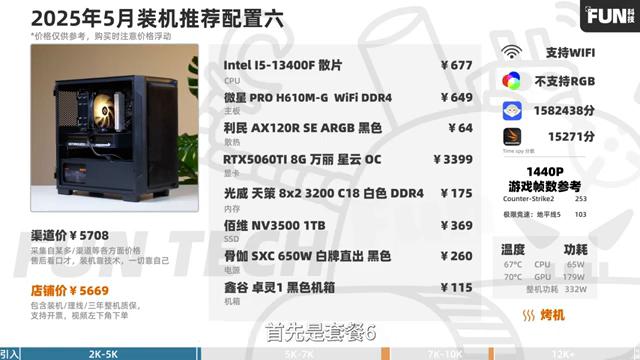 2025年5月装机推荐配置六
*价格仅供参考，购买时注意价格浮动
FUN科技
Intel I5-13400F 散片 ¥677
CPU
微星 PRO H610M-G WiFi DDR4 ¥649
主板
利民 AX120R SE ARGB 黑色 ¥64
散热
RTX5060TI 8G 万丽 星云 OC ¥3399
显卡
光威 天策 8x2 3200 C18 白色 DDR4 ¥175
内存
佰维 NV3500 1TB ¥369
SSD
骨伽 SXC 650W 白牌直出 黑色 ¥260
电源
鑫谷 卓灵1 黑色机箱 ¥115
机箱
支持WIFI
不支持RGB
1582438分
15271分
Time spy 分数
1440P
游戏帧数参考
Counter-Strike2 253
极限竞速：地平线5 103
温度 功耗
67°C CPU 65W
70°C GPU 179W
整机功耗 332W
烤机
渠道价 ¥5708
采集自某多/渠道等各方面价格
售后看口才，装机靠技术，一切靠自己
店铺价 ¥5669
包含装机/理线/三年整机质保，
支持开票，视频左下角下单
FUN TECH
首先是套餐6
引入 2K-5K 5K-7K 7K-10K 12K+